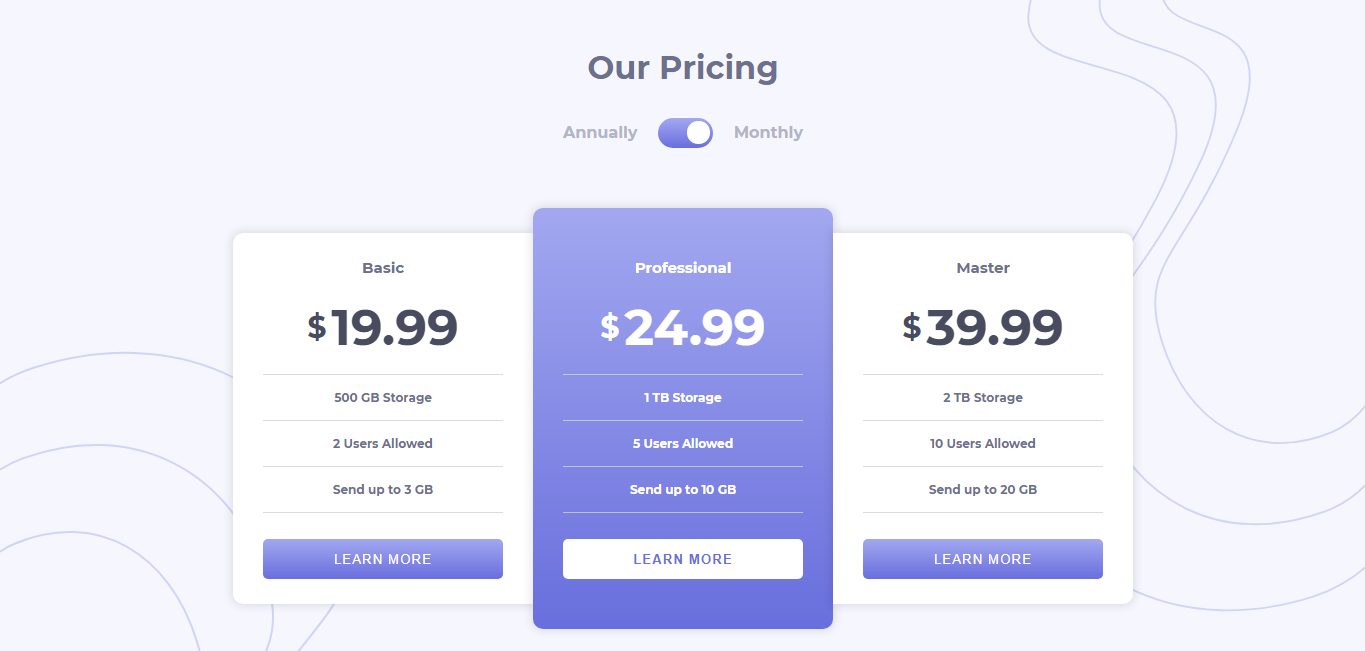 Our Pricing
Annually Monthly
Basic
$19.99
500 GB Storage
2 Users Allowed
Send up to 3 GB
LEARN MORE
Professional
$24.99
1 TB Storage
5 Users Allowed
Send up to 10 GB
LEARN MORE
Master
$39.99
2 TB Storage
10 Users Allowed
Send up to 20 GB
LEARN MORE